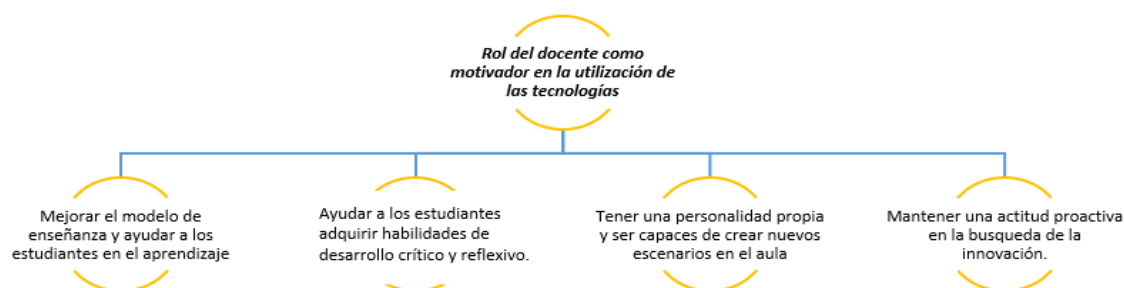 Rol del docente como
motivador en la utilización de
las tecnologías
Mejorar el modelo de
enseñanza y ayudar a los
estudiantes en el aprendizaje
Ayudar a los estudiantes
adquirir habilidades de
desarrollo crítico y reflexivo.
Tener una personalidad propia
y ser capaces de crear nuevos
escenarios en el aula
Mantener una actitud proactiva
en la busqueda de la
innovación.